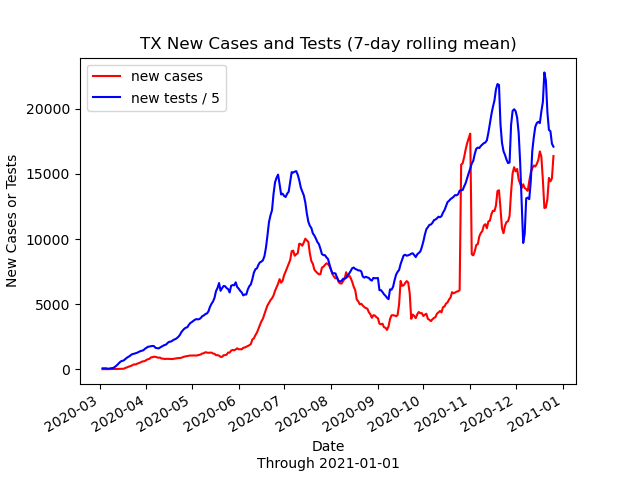 TX New Cases and Tests (7-day rolling mean)
new cases
new tests / 5
New Cases or Tests
20000
15000
10000
5000
0
2020-03
2020-04
2020-05
2020-06
2020-07
2020-08
2020-09
2020-10
2020-11
2020-12
2021-01
Date
Through 2021-01-01